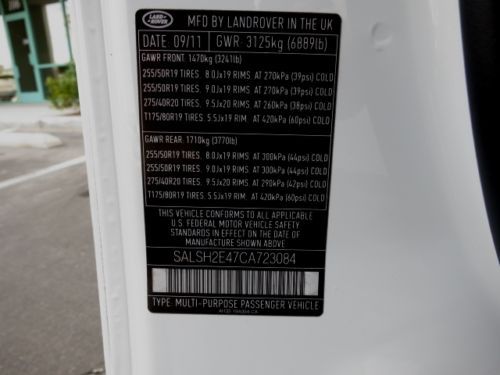 LAND
ROVER
MFD BY LANDROVER IN THE UK
DATE: 09/11 GWR: 3125kg (6889lb)
GAWR FRONT: 1470kg (3241lb)
255/50R19 TIRES. 8.0Jx19 RIMS. AT 270kPa (39psi) COLD
255/50R19 TIRES. 9.0Jx19 RIMS. AT 270kPa (39psi) COLD
275/40R20 TIRES. 9.5Jx20 RIMS. AT 260kPa (38psi) COLD
T175/80R19 TIRES. 5.5Jx19 RIMS. AT 420kPa (60psi) COLD
GAWR REAR: 1710kg (3770lb)
255/50R19 TIRES. 8.0Jx19 RIMS. AT 300kPa (44psi) COLD
255/50R19 TIRES. 9.0Jx19 RIMS. AT 300kPa (44psi) COLD
275/40R20 TIRES. 9.5Jx20 RIMS. AT 290kPa (42psi) COLD
T175/80R19 TIRES. 5.5Jx19 RIMS. AT 420kPa (60psi) COLD
THIS VEHICLE CONFORMS TO ALL APPLICABLE
U.S. FEDERAL MOTOR VEHICLE SAFETY
STANDARDS IN EFFECT ON THE DATE OF
MANUFACTURE SHOWN ABOVE.
SALSH2E47CA723084
TYPE: MULTI-PURPOSE PASSENGER VEHICLE